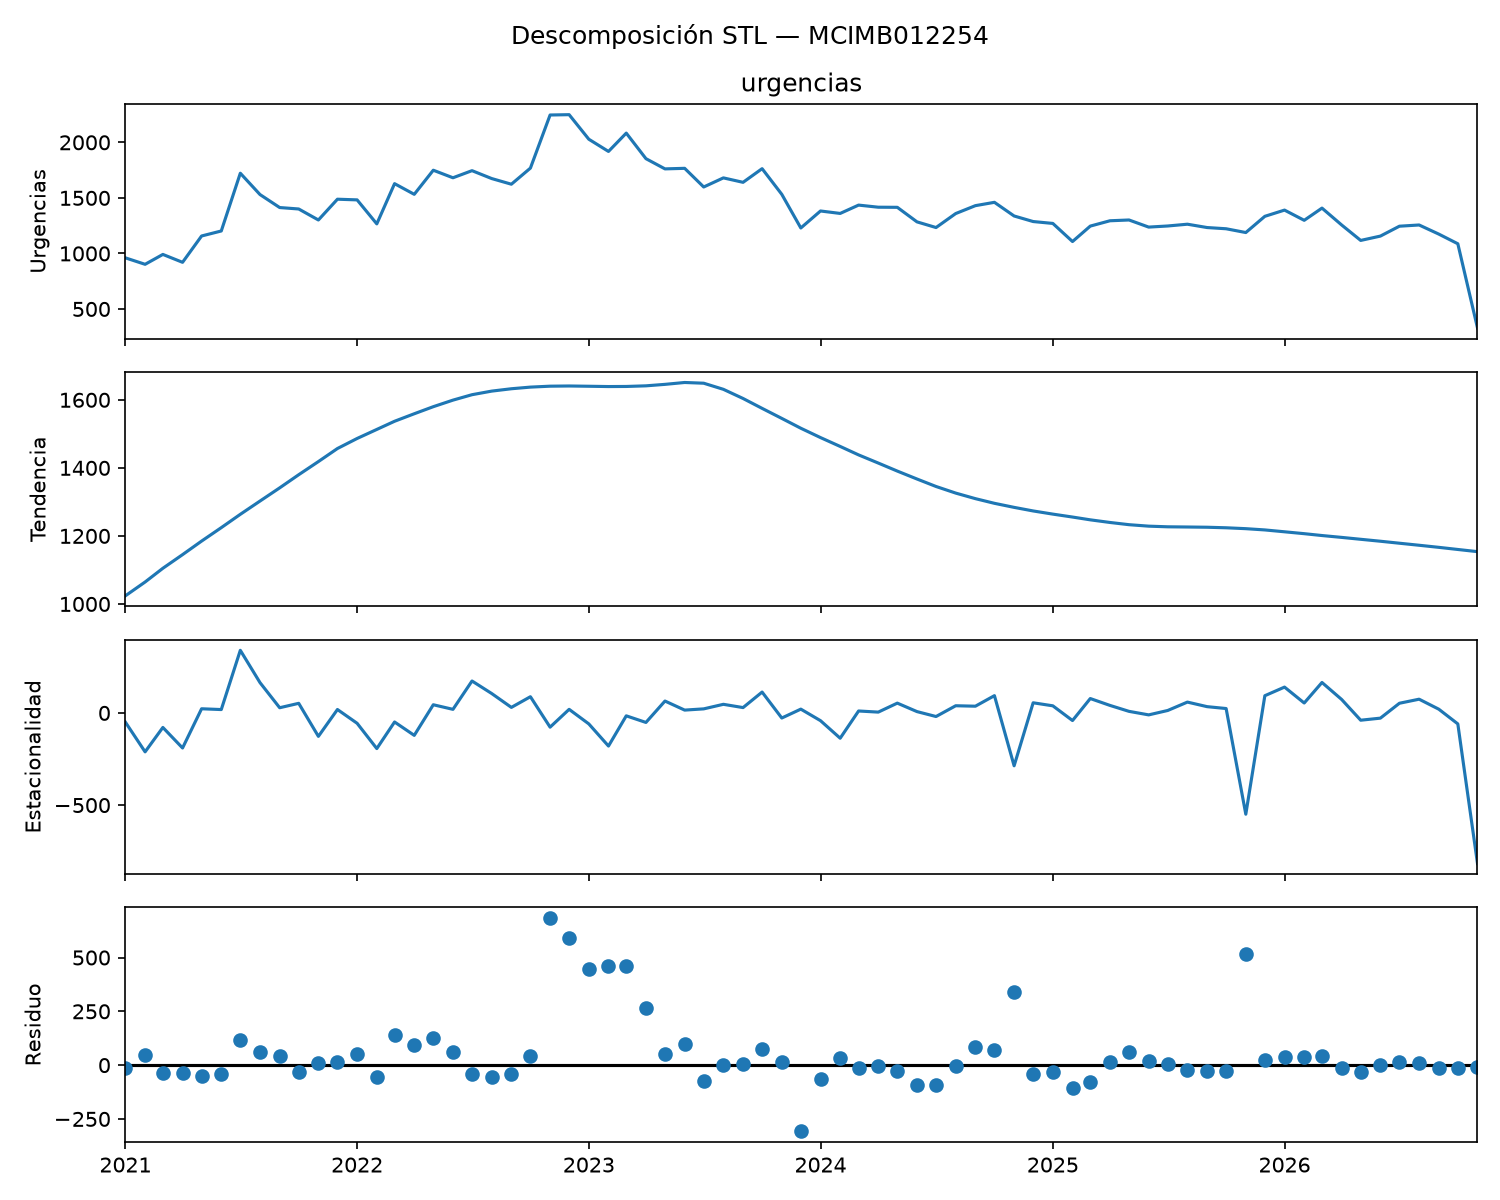 Descomposición STL — MCIMB012254
urgencias
Urgencias
2000
1500
1000
500
Tendencia
1600
1400
1200
1000
Estacionalidad
0
−500
Residuo
500
250
0
−250
2021 2022 2023 2024 2025 2026